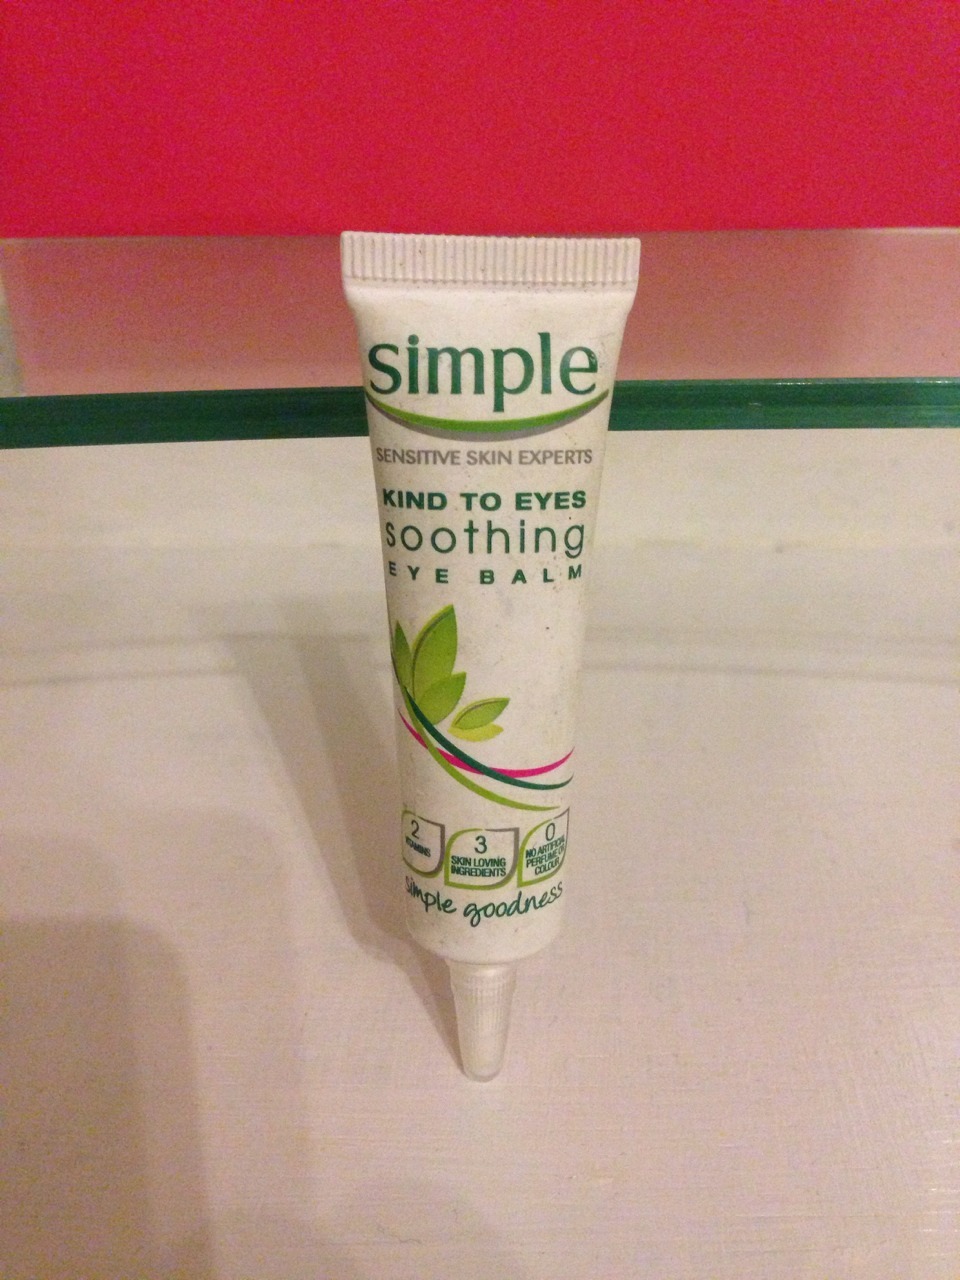 simple
SENSITIVE SKIN EXPERTS
KIND TO EYES
soothing
EYE BALM
2
3
SKIN LOVING
INGREDIENTS
0
NO ARTIFICIAL
PERFUME OR
COLOUR
simple goodness